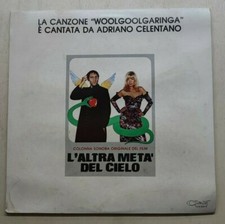 LA CANZONE "WOOLGOOLGARINGA"
È CANTATA DA ADRIANO CELENTANO
COLONNA SONORA ORIGINALE DEL FILM
L'ALTRA META'
DEL CIELO